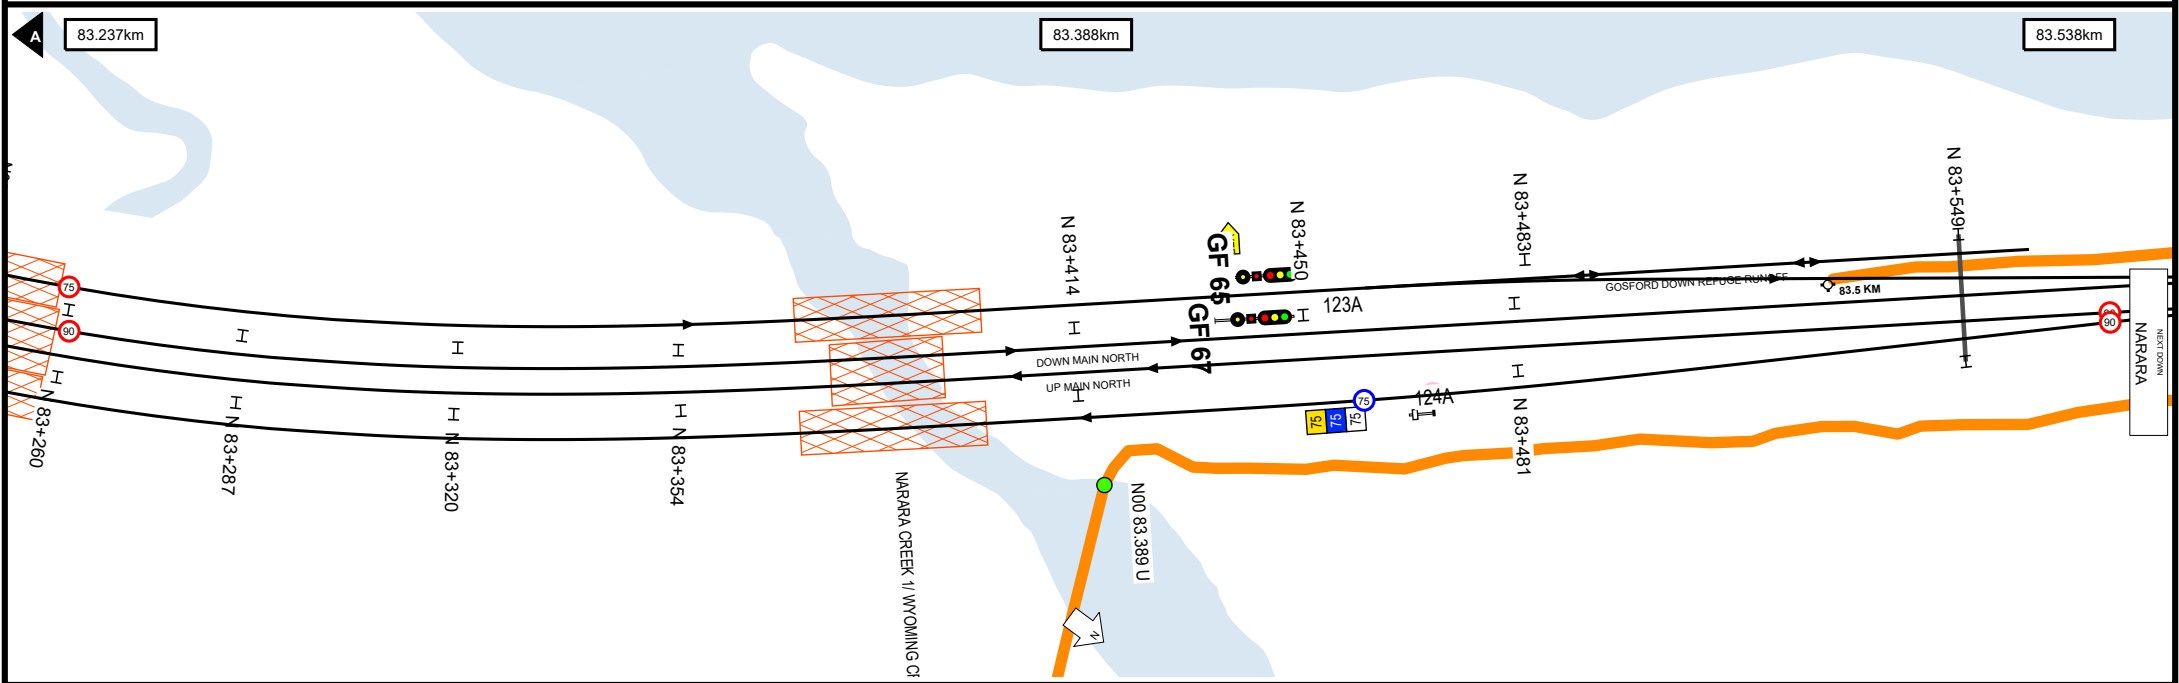 A
83.237km
83.388km
83.538km
75
90
N 83+260
N 83+287
N 83+320
N 83+354
NARARA CREEK 1/ WYOMING
N 83+414
DOWN MAIN NORTH
UP MAIN NORTH
N00 83.389 U
N
GF 65
GF 67
N 83+450
123A
75
75
75
75
124A
N 83+483
N 83+481
GOSFORD DOWN REFUGE RUNOFF
83.5 KM
N 83+549
90
NARARA
NEXT DOWN